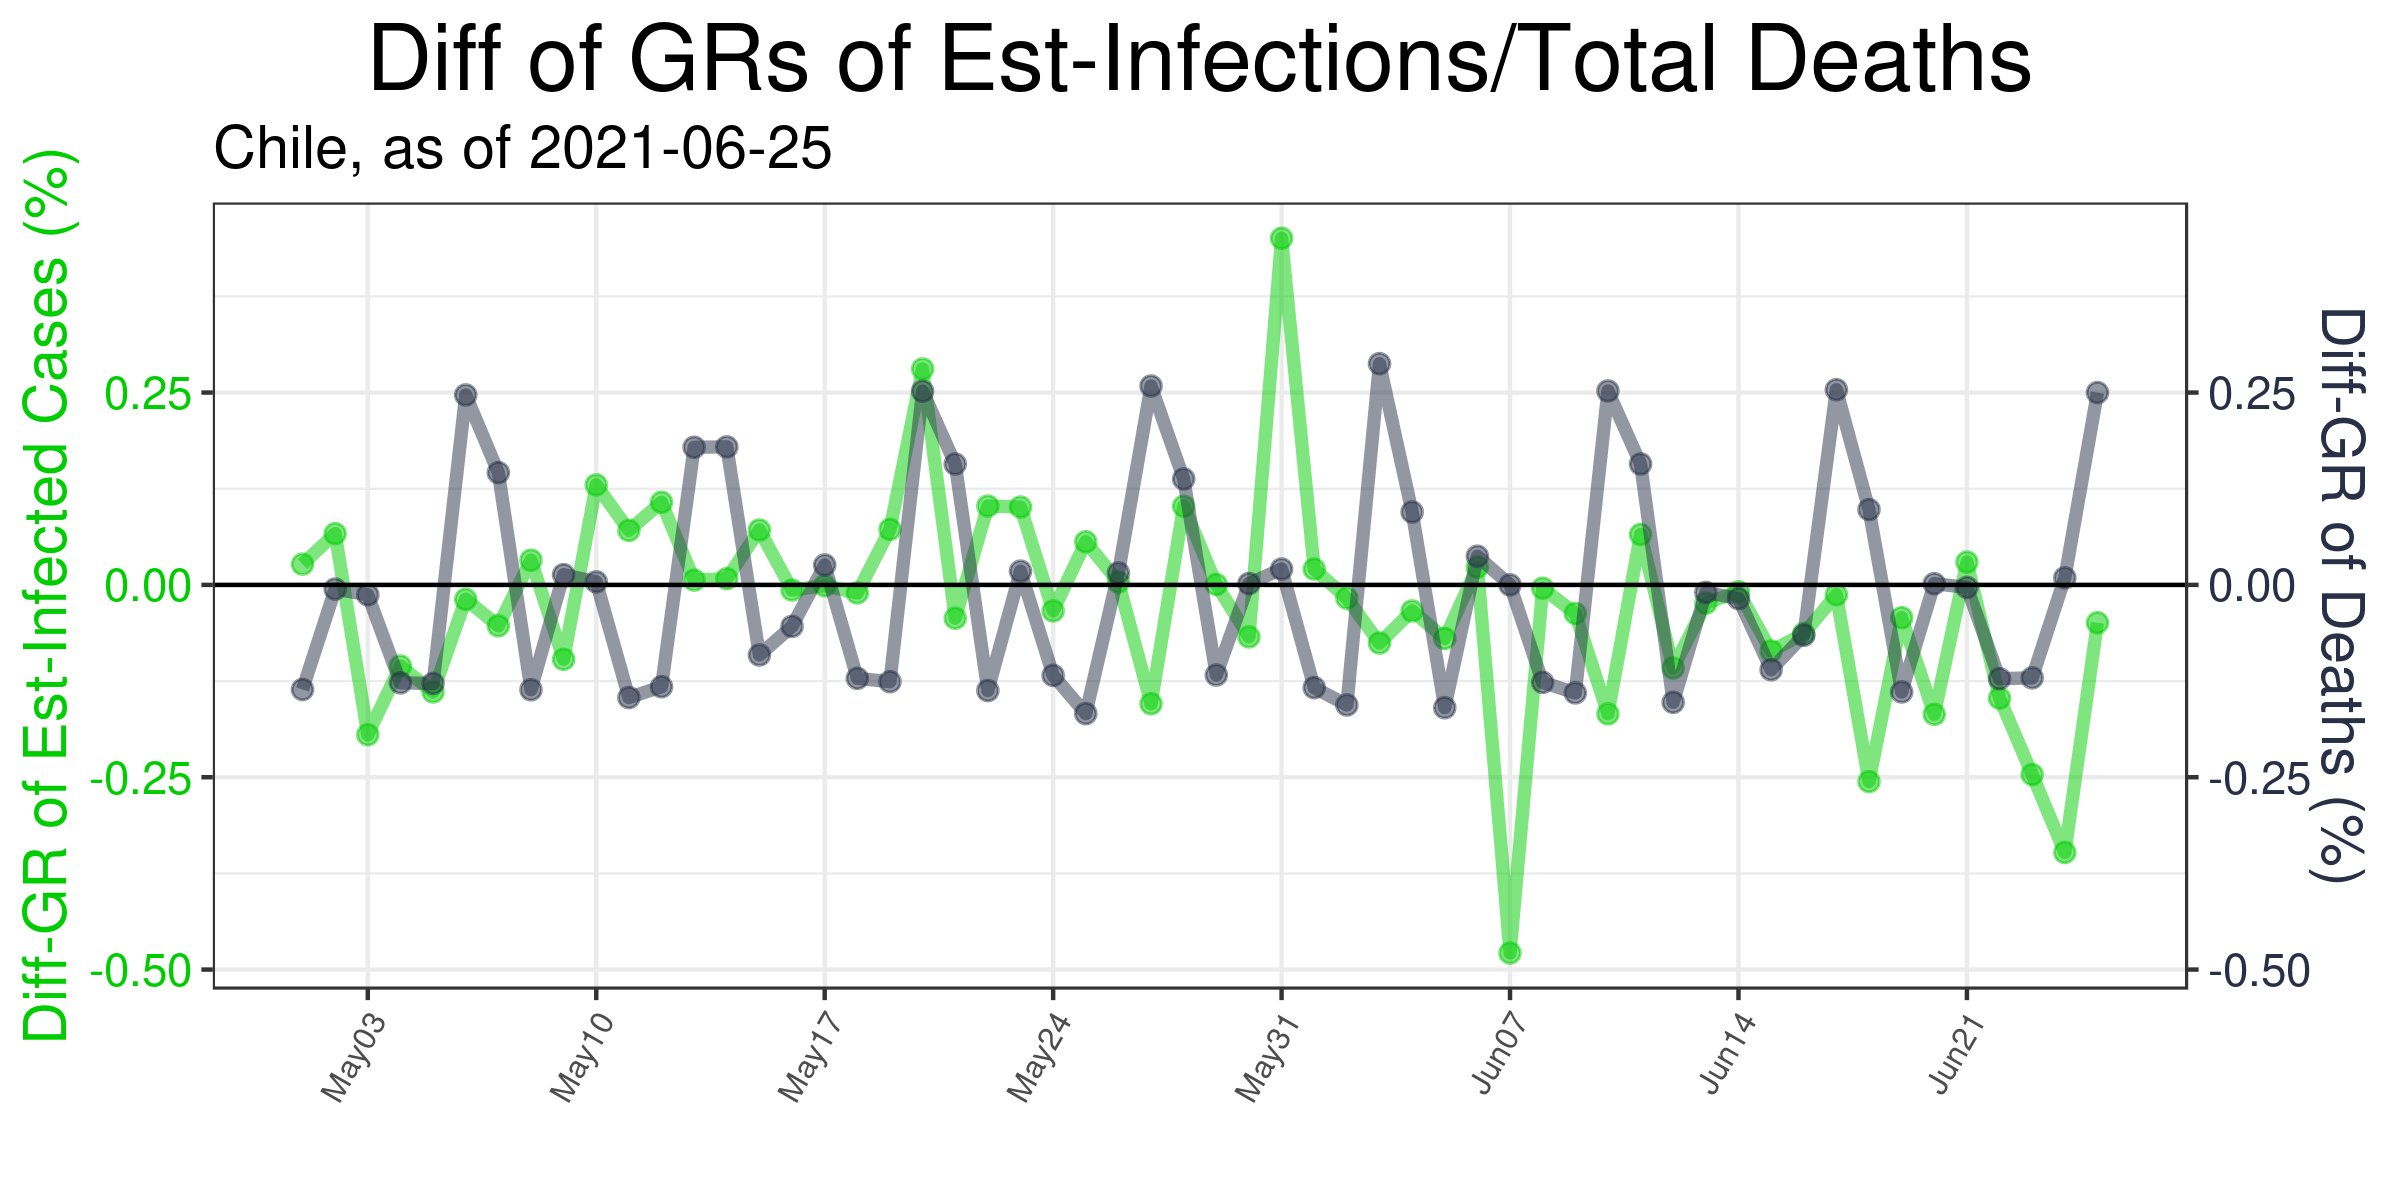 Diff of GRs of Est-Infections/Total Deaths
Chile, as of 2021-06-25
Diff-GR of Est-Infected Cases (%)
0.25
0.00
-0.25
-0.50
0.25
0.00
-0.25
-0.50
Diff-GR of Deaths (%)
May03
May10
May17
May24
May31
Jun07
Jun14
Jun21